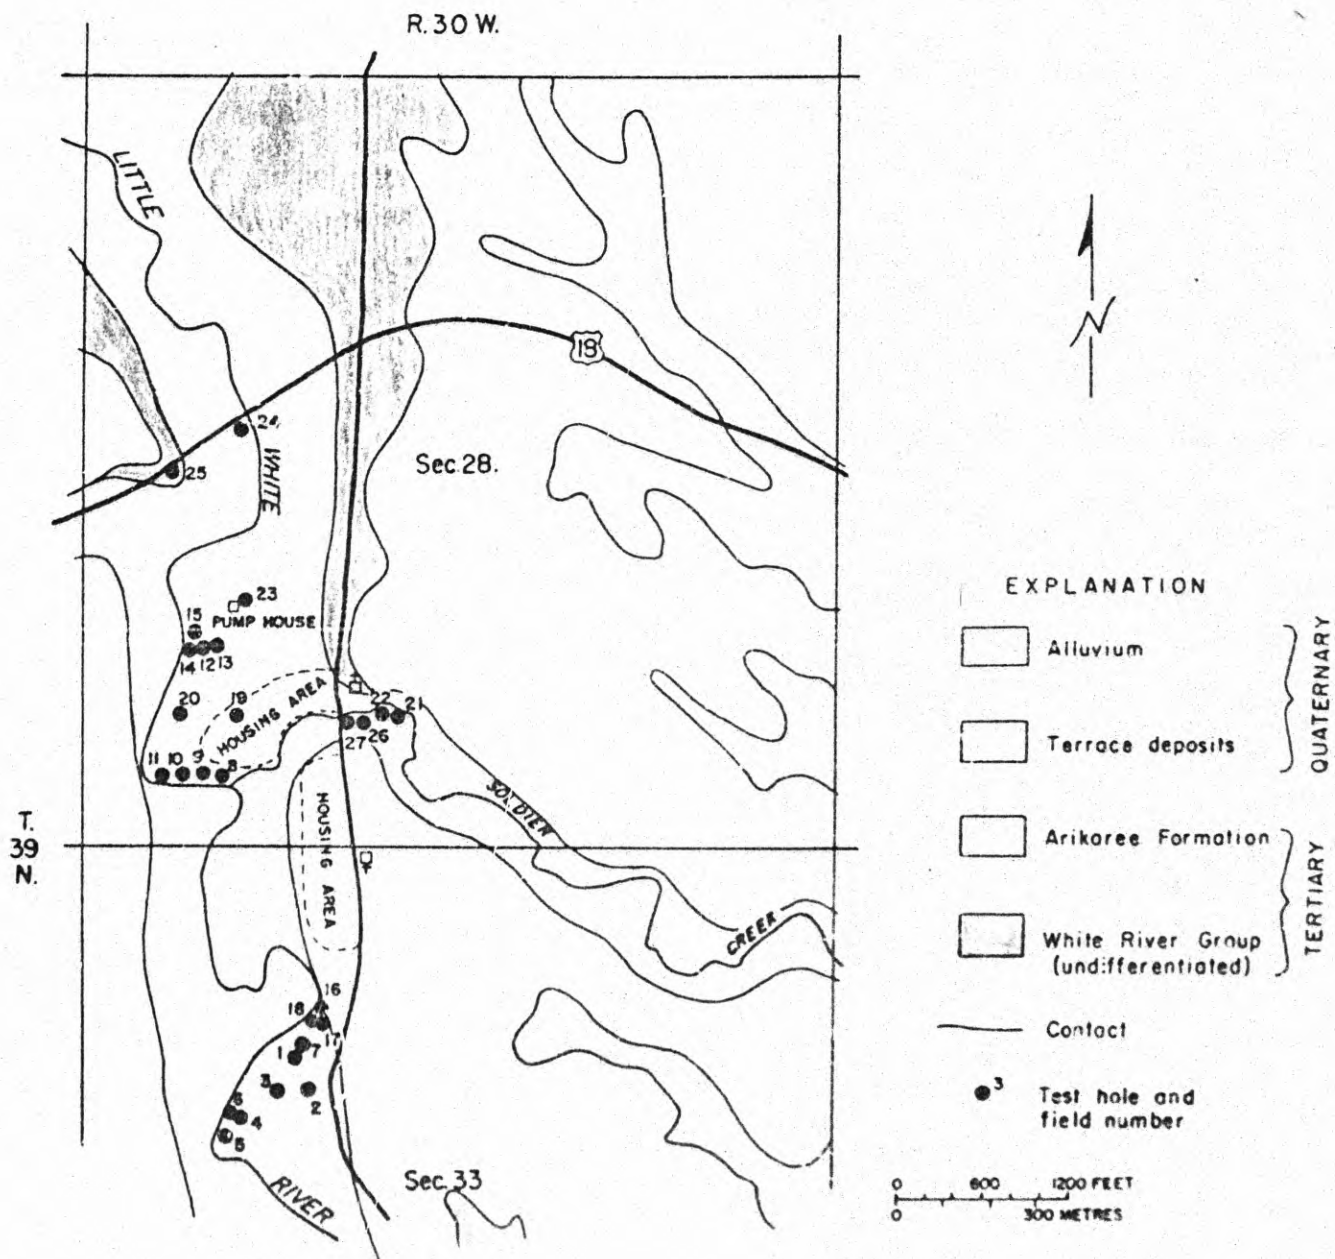 R. 30 W.
LITTLE
18
24
WHITE
25
Sec. 28.
23
PUMP HOUSE
15
14 12 13
20
19
HOUSING AREA
22
21
27
26
11
10
9
8
SOLDIER
T.
39
N.
HOUSING AREA
CREEK
16
18
17
1
7
3
2
6
4
5
RIVER
Sec. 33
N
EXPLANATION
Alluvium
Terrace deposits
QUATERNARY
Arikaree Formation
White River Group
(undifferentiated)
TERTIARY
Contact
3
Test hole and
field number
0 600 1200 FEET
0 300 METRES